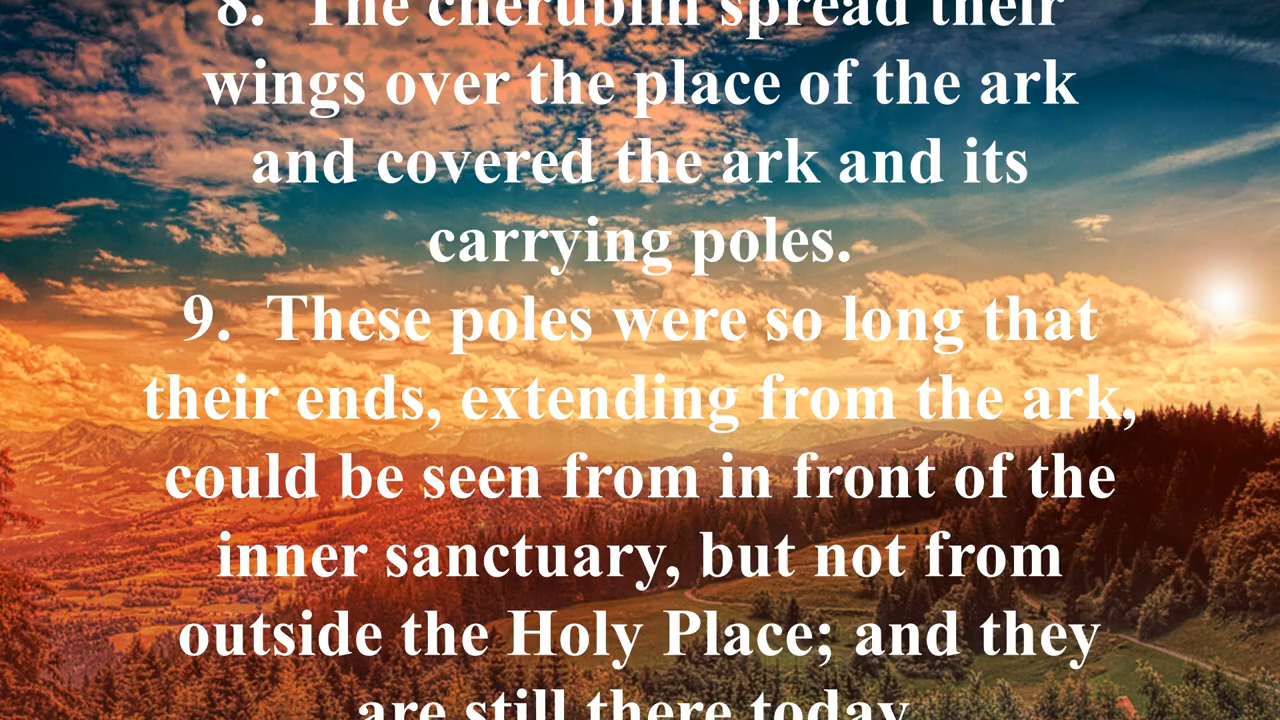 8. The cherubim spread their
wings over the place of the ark
and covered the ark and its
carrying poles.
9. These poles were so long that
their ends, extending from the ark,
could be seen from in front of the
inner sanctuary, but not from
outside the Holy Place; and they
are still there today